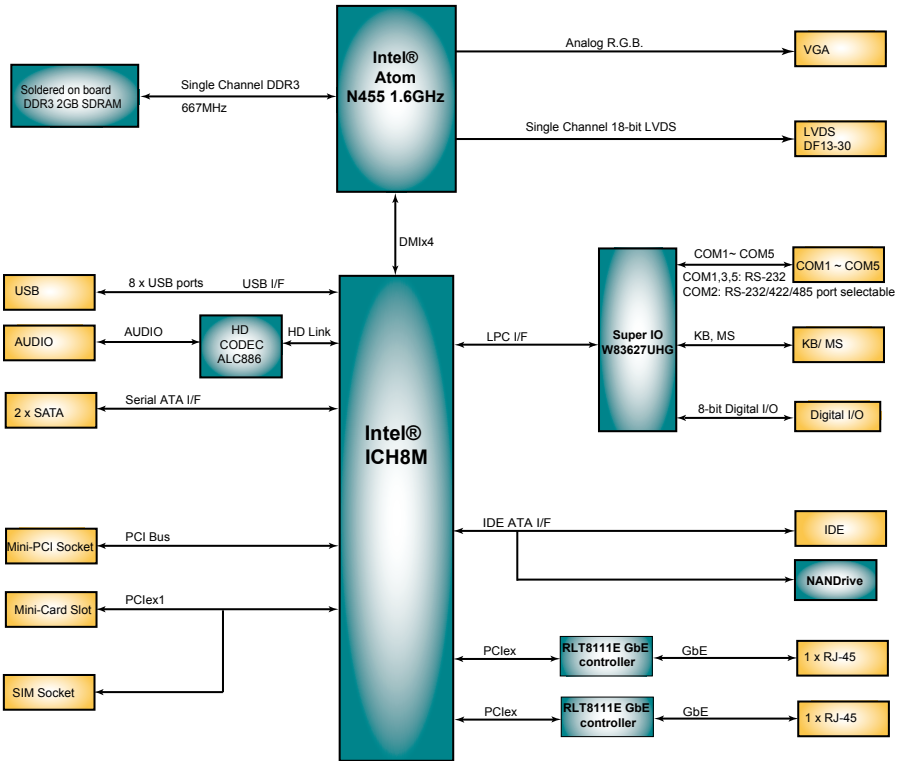 Intel®
Atom
N455 1.6GHz
Analog R.G.B.
VGA
Soldered on board
DDR3 2GB SDRAM
Single Channel DDR3
667MHz
Single Channel 18-bit LVDS
LVDS
DF13-30
DMIx4
USB
8 x USB ports
USB I/F
AUDIO
AUDIO
HD
CODEC
ALC886
HD Link
2 x SATA
Serial ATA I/F
Intel®
ICH8M
LPC I/F
Super IO
W83627UHG
COM1~ COM5
COM1,3,5: RS-232
COM2: RS-232/422/485 port selectable
COM1 ~ COM5
KB, MS
KB/ MS
8-bit Digital I/O
Digital I/O
Mini-PCI Socket
PCI Bus
IDE ATA I/F
IDE
NANDrive
Mini-Card Slot
PCIex1
SIM Socket
PCIex
RLT8111E GbE
controller
GbE
1 x RJ-45
PCIex
RLT8111E GbE
controller
GbE
1 x RJ-45